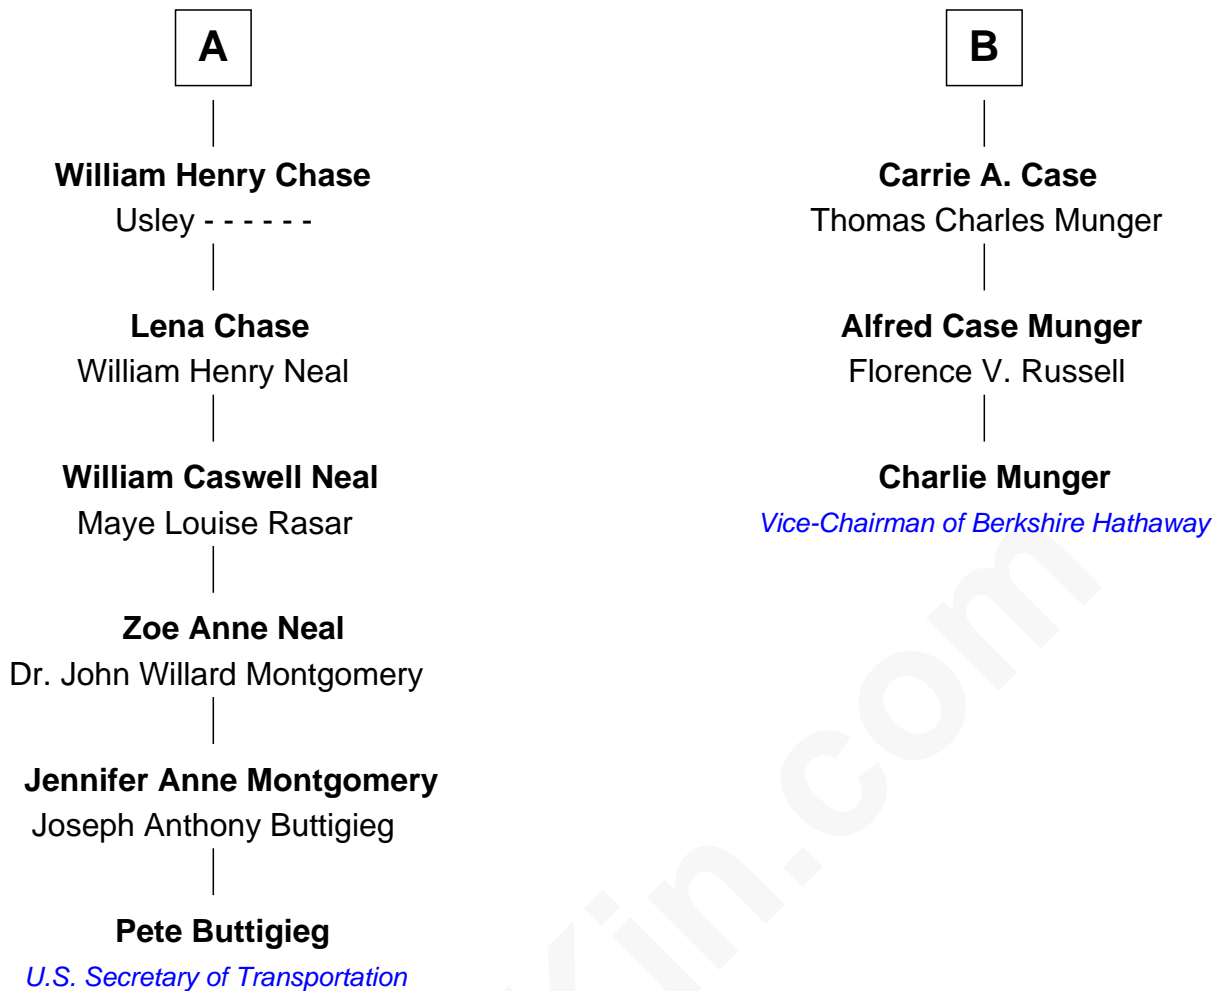 A
B
William Henry Chase
Usley - - - - - -
Carrie A. Case
Thomas Charles Munger
Lena Chase
William Henry Neal
Alfred Case Munger
Florence V. Russell
William Caswell Neal
Maye Louise Rasar
Charlie Munger
Vice-Chairman of Berkshire Hathaway
Zoe Anne Neal
Dr. John Willard Montgomery
Jennifer Anne Montgomery
Joseph Anthony Buttigieg
Pete Buttigieg
U.S. Secretary of Transportation
Kin.com